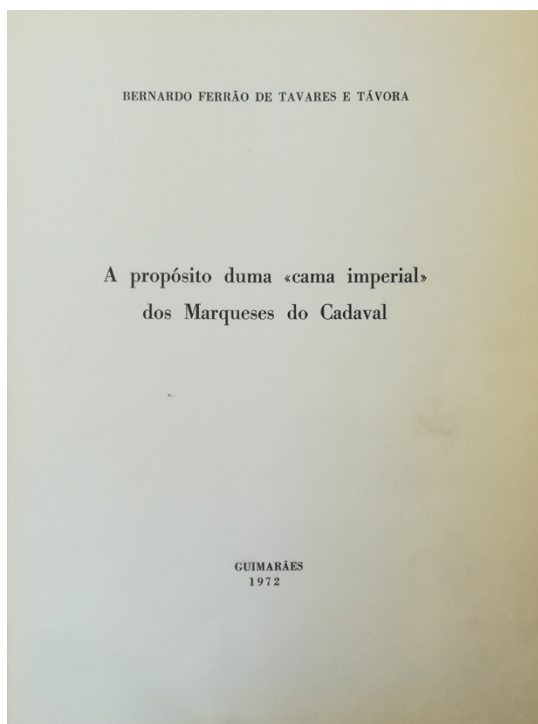 BERNARDO FERRÃO DE TAVARES E TÁVORA
A propósito duma «cama imperial»
dos Marqueses do Cadaval
GUIMARÃES
1972